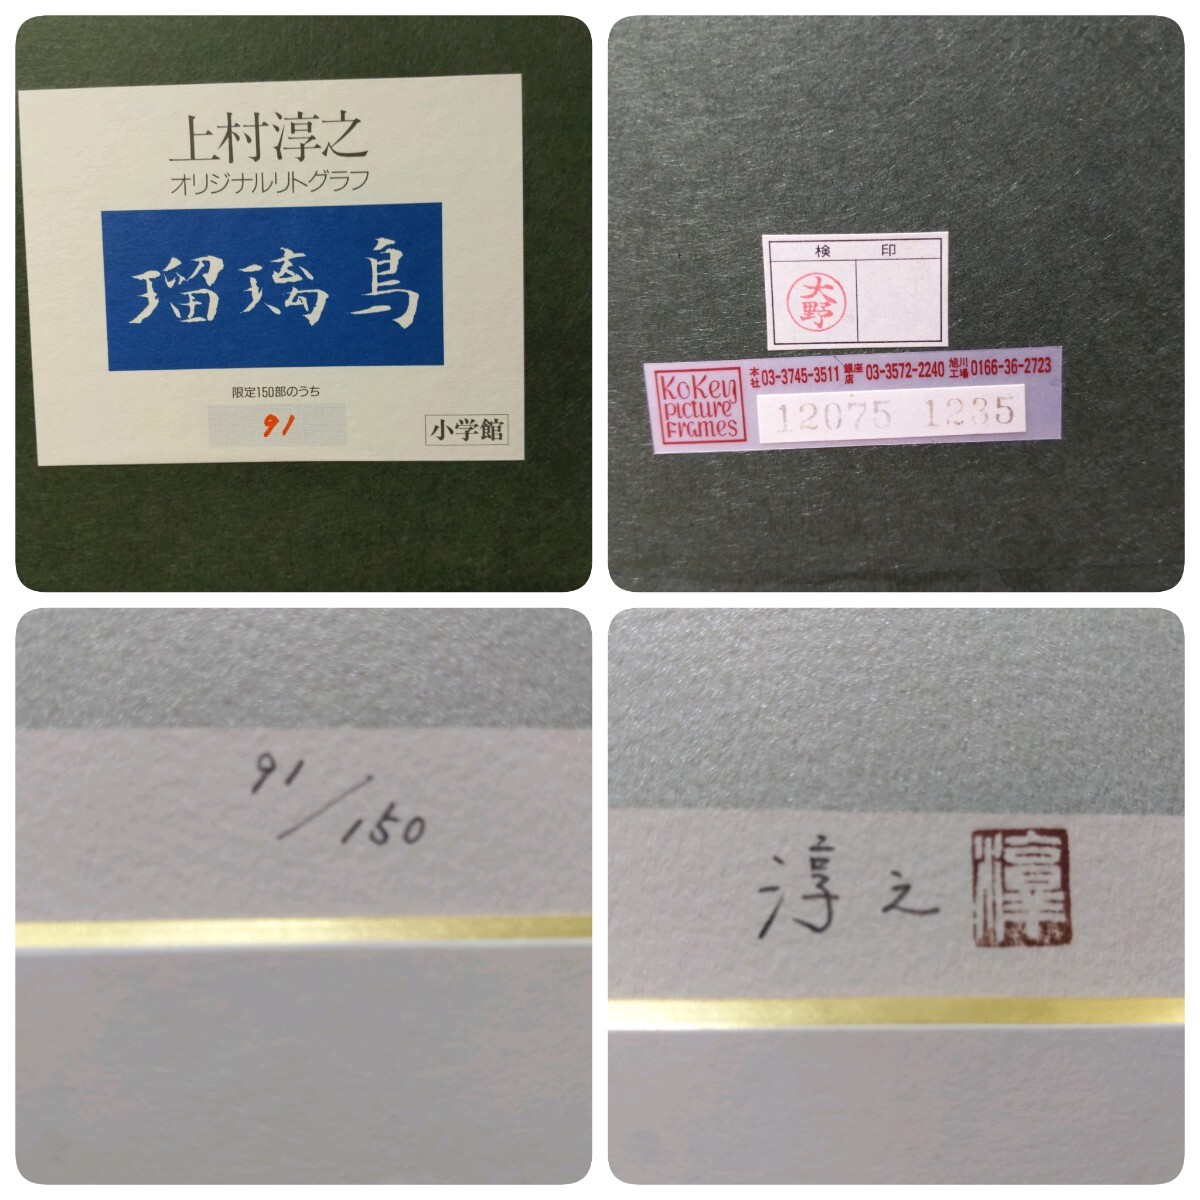 上村淳之
オリジナルリトグラフ
瑠璃鳥
限定150部のうち
91
小学館
検 印
大野
KoKey
picture
Frames
本社 03-3745-3511 銀座店 03-3572-2240 旭川工場 0166-36-2723
12075 1235
91/150
淳之
淳